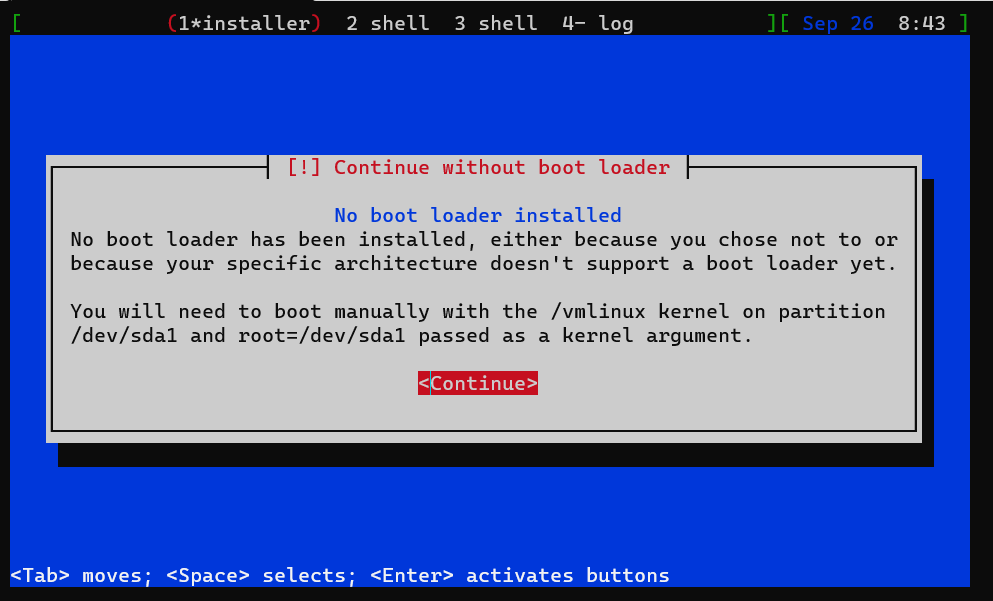 [ (1*installer) 2 shell 3 shell 4- log ][ Sep 26 8:43 ]
[!] Continue without boot loader
No boot loader installed
No boot loader has been installed, either because you chose not to or
because your specific architecture doesn't support a boot loader yet.
You will need to boot manually with the /vmlinux kernel on partition
/dev/sda1 and root=/dev/sda1 passed as a kernel argument.
<Continue>
<Tab> moves; <Space> selects; <Enter> activates buttons